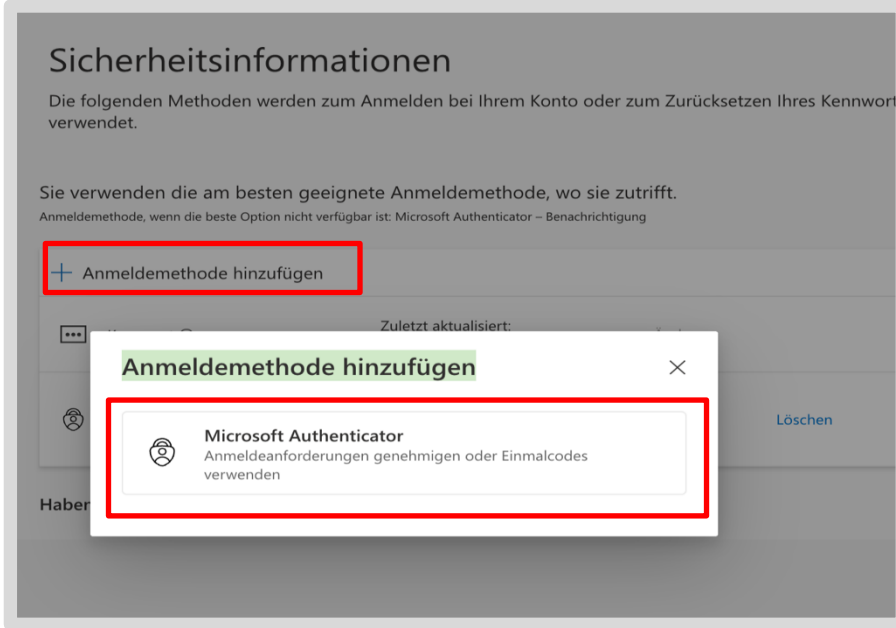 Sicherheitsinformationen
Die folgenden Methoden werden zum Anmelden bei Ihrem Konto oder zum Zurücksetzen Ihres Kennwort
verwendet.
Sie verwenden die am besten geeignete Anmeldemethode, wo sie zutrifft.
Anmeldemethode, wenn die beste Option nicht verfügbar ist: Microsoft Authenticator – Benachrichtigung
+ Anmeldemethode hinzufügen
Zuletzt aktualisiert:
Anmeldemethode hinzufügen
Microsoft Authenticator
Anmeldeanforderungen genehmigen oder Einmalcodes
verwenden
Löschen
Haber